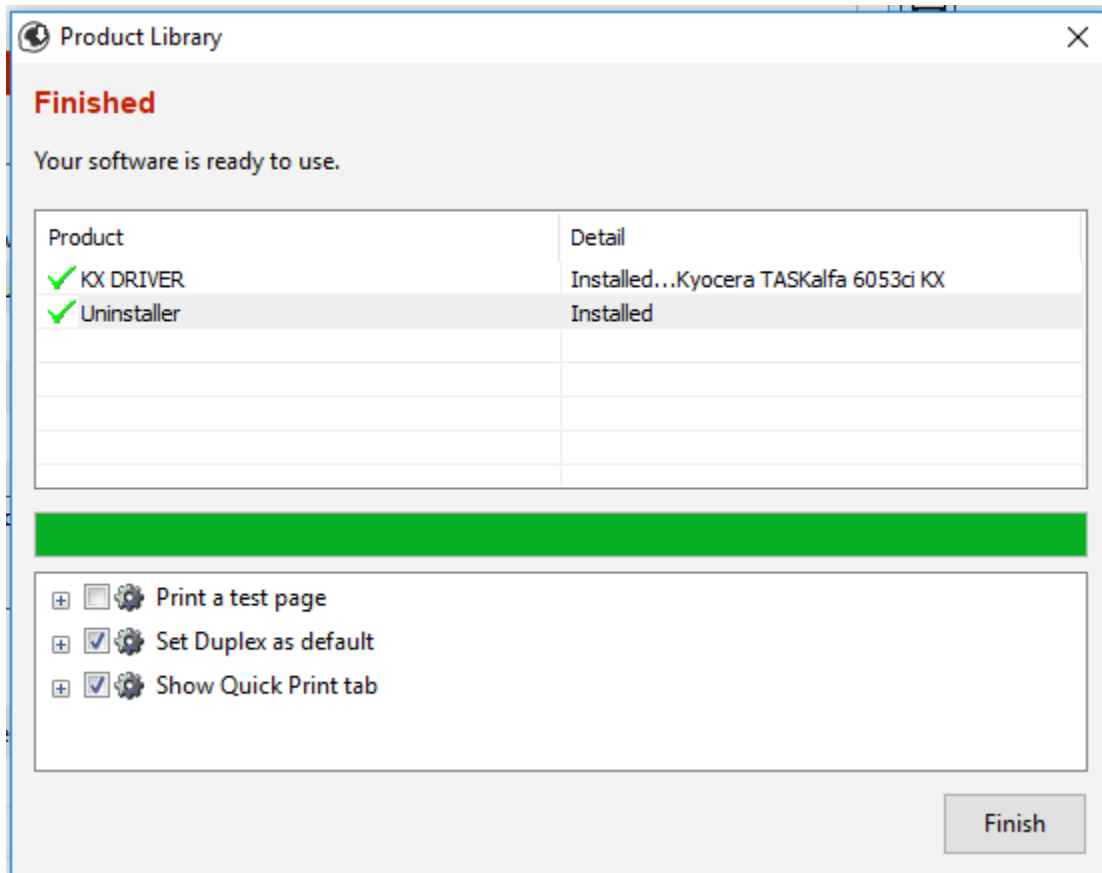 Product Library
Finished
Your software is ready to use.
Product Detail
KX DRIVER Installed...Kyocera TASKalfa 6053ci KX
Uninstaller Installed
Print a test page
Set Duplex as default
Show Quick Print tab
Finish